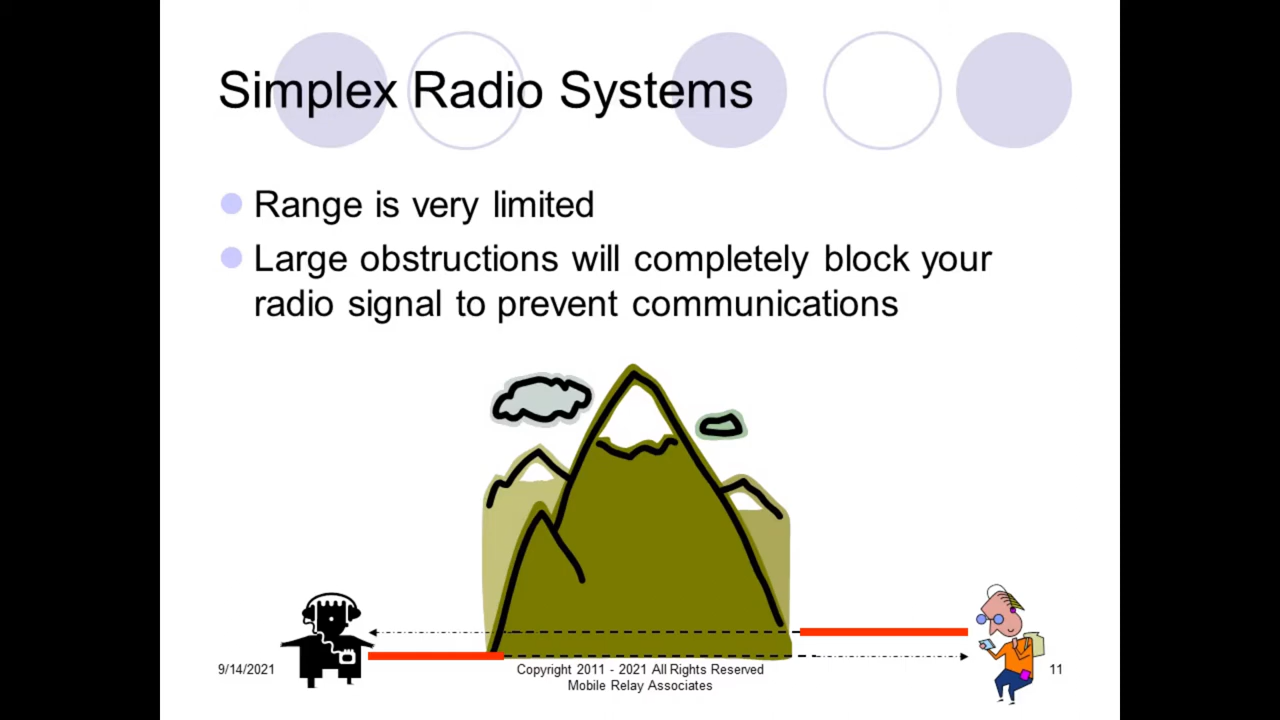 Simplex Radio Systems
Range is very limited
Large obstructions will completely block your
radio signal to prevent communications
9/14/2021
Copyright 2011 - 2021 All Rights Reserved
Mobile Relay Associates
11